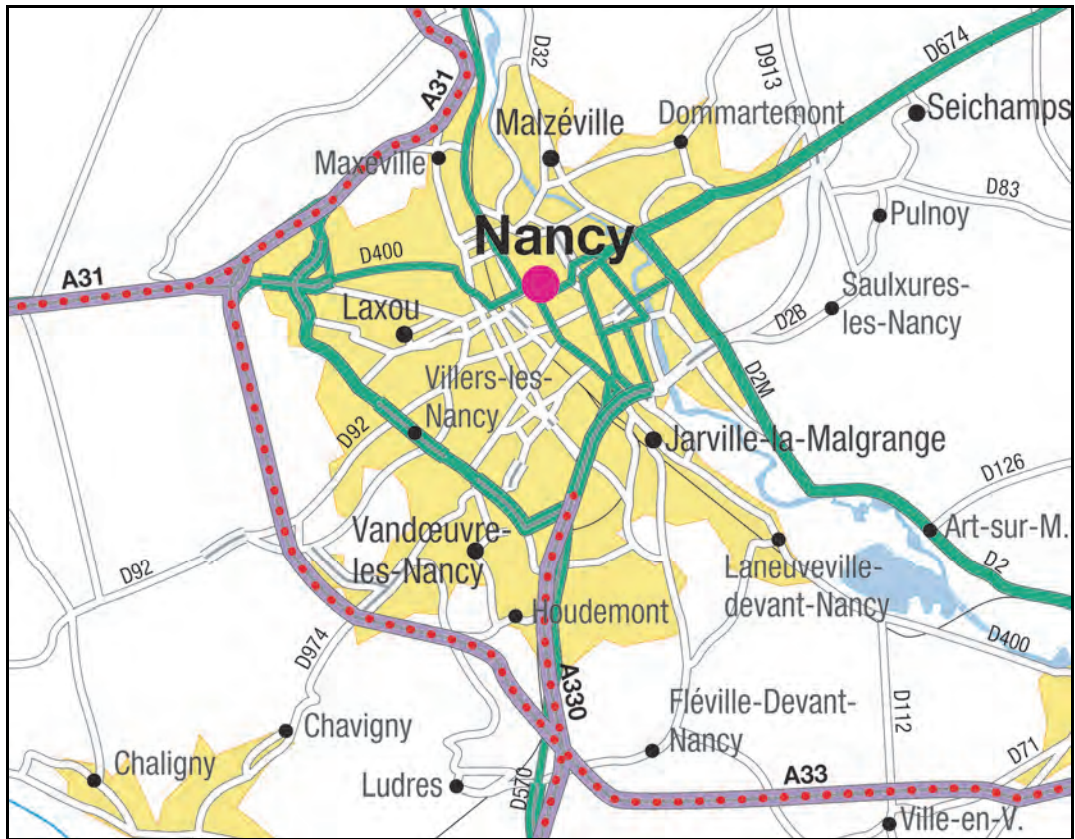 D32
D913
D674
A31
Malzéville
Dommartemont
Seichamps
Maxeville
D83
Pulnoy
Nancy
D400
A31
Laxou
Saulxures-
les-Nancy
D2B
Villers-les-
Nancy
D2M
D92
Jarville-la-Malgrange
D126
Art-sur-M.
Vandœuvre-
les-Nancy
D92
D2
Laneuveville-
devant-Nancy
Houdemont
D400
D974
A330
D112
Chavigny
Fléville-Devant-
Nancy
D71
Chaligny
Ludres
D570
A33
Ville-en-V.